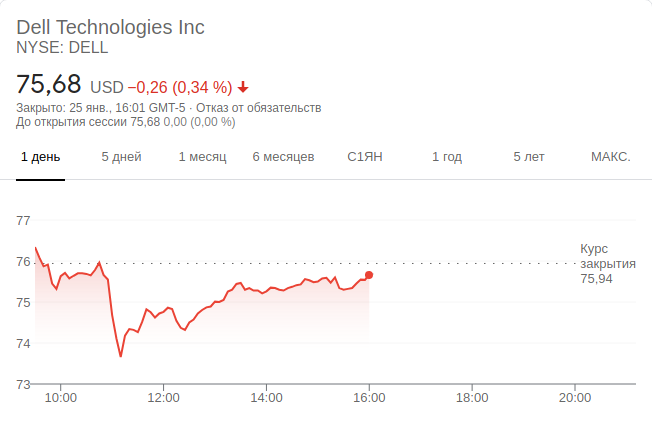 Dell Technologies Inc
NYSE: DELL
75,68 USD −0,26 (0,34 %)
Закрыто: 25 янв., 16:01 GMT-5 · Отказ от обязательств
До открытия сессии 75,68 0,00 (0,00 %)
1 день 5 дней 1 месяц 6 месяцев С1ЯН 1 год 5 лет МАКС.
77
76
75
74
73
Курс
закрытия
75,94
10:00 12:00 14:00 16:00 18:00 20:00